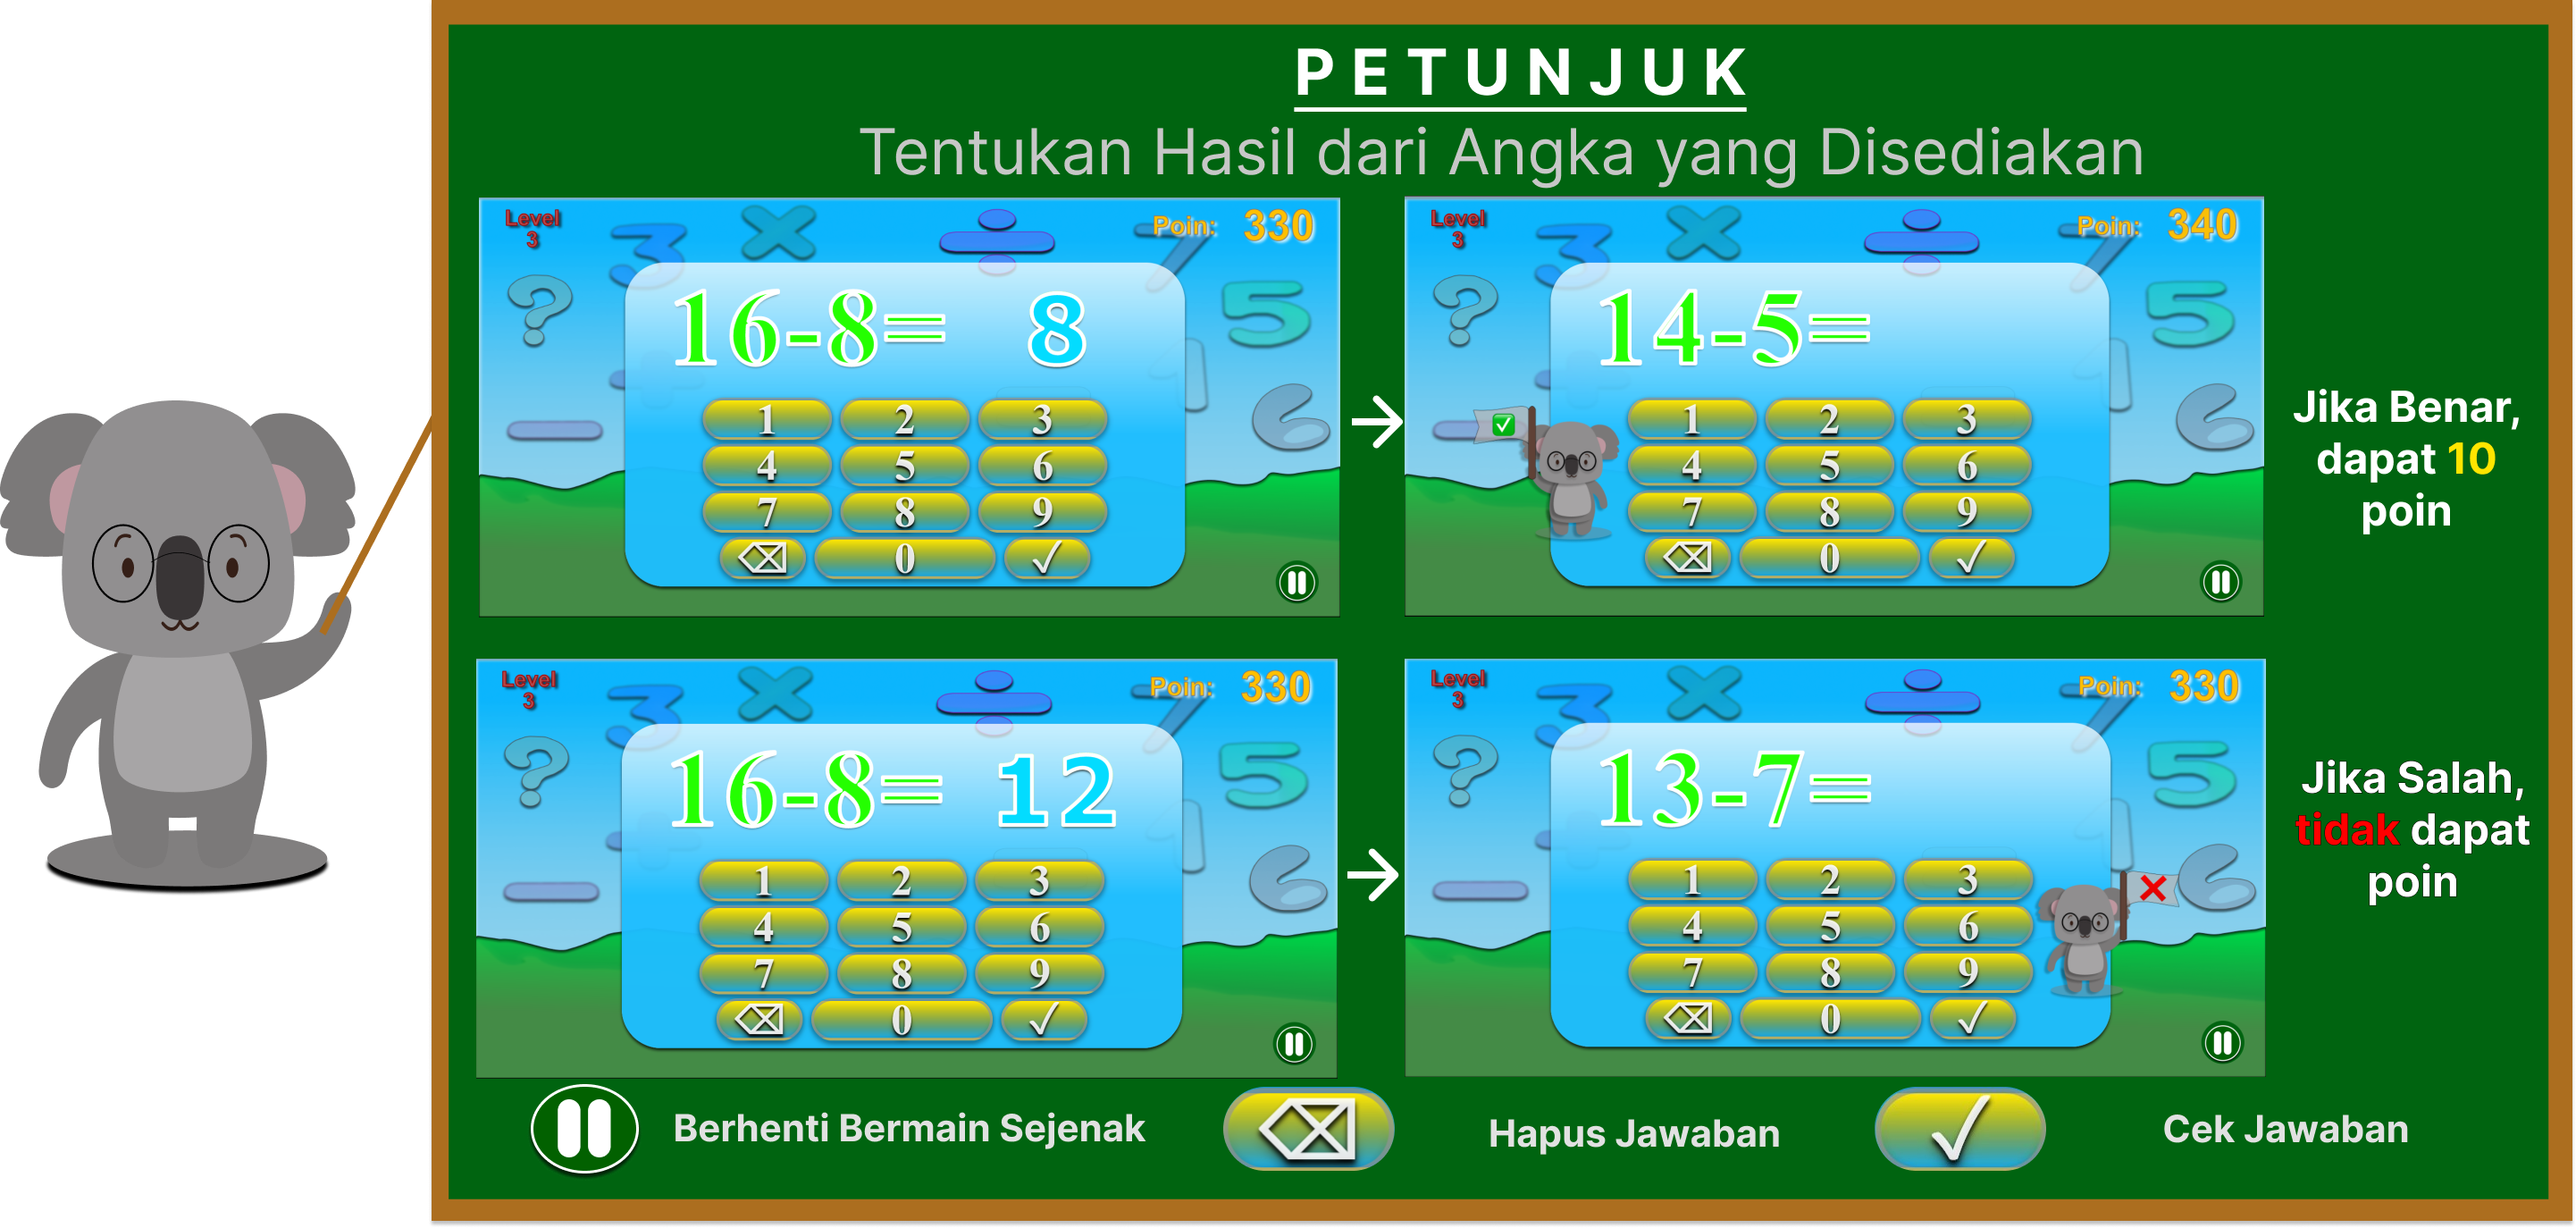 PETUNJUK
Tentukan Hasil dari Angka yang Disediakan
Level
3
Poin: 330
16-8= 8
1 2 3
4 5 6
7 8 9
0
Level
3
Poin: 340
14-5=
1 2 3
4 5 6
7 8 9
0
Jika Benar,
dapat 10
poin
Level
3
Poin: 330
16-8= 12
1 2 3
4 5 6
7 8 9
0
Level
3
Poin: 330
13-7=
1 2 3
4 5 6
7 8 9
0
Jika Salah,
tidak dapat
poin
Berhenti Bermain Sejenak
Hapus Jawaban
Cek Jawaban